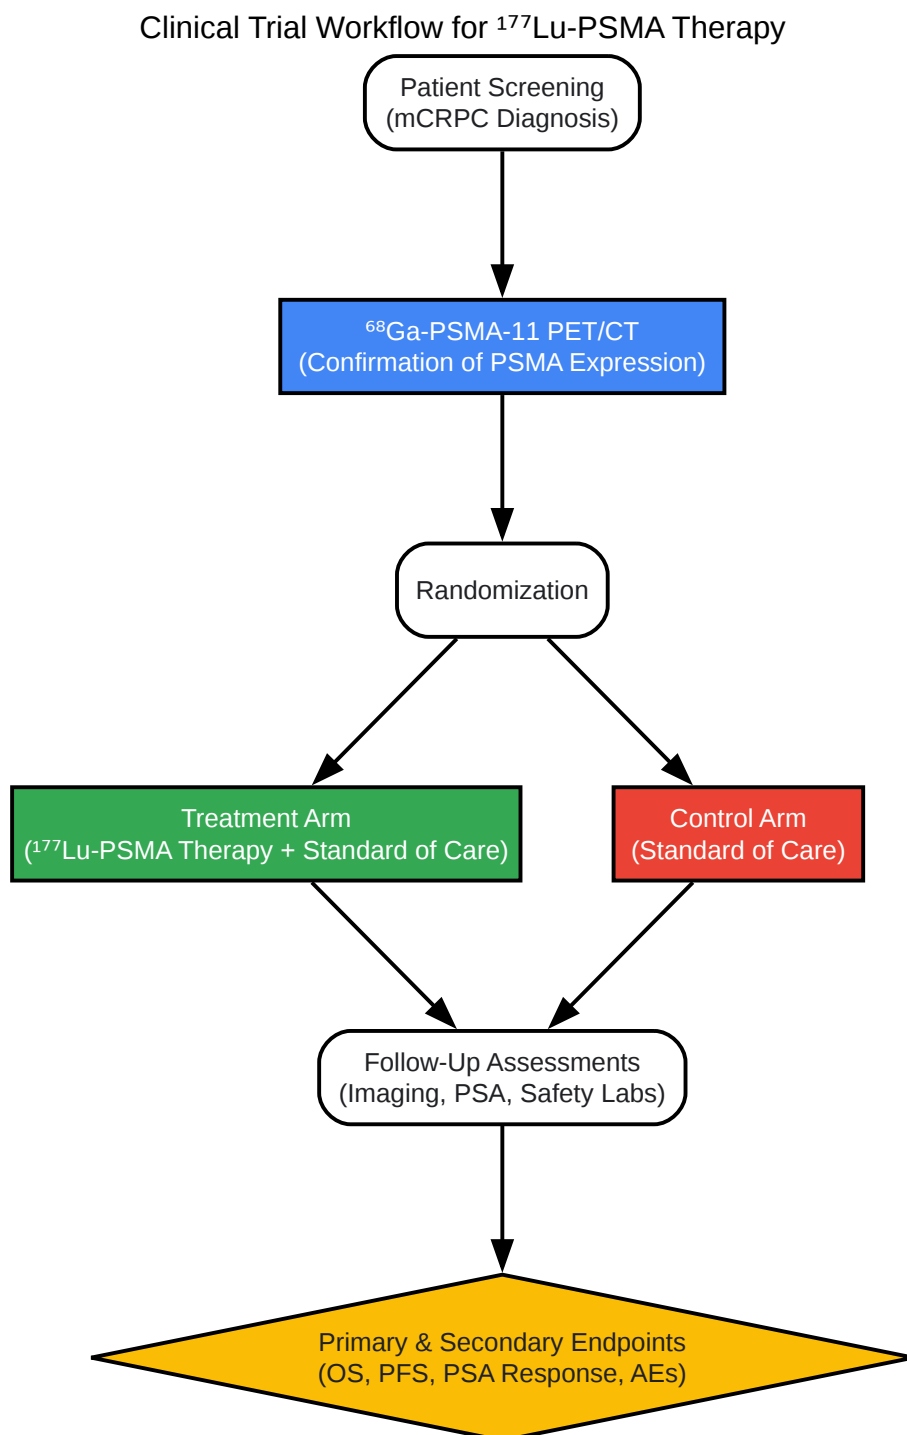 Clinical Trial Workflow for ¹⁷⁷Lu-PSMA Therapy
Patient Screening
(mCRPC Diagnosis)
⁶⁸Ga-PSMA-11 PET/CT
(Confirmation of PSMA Expression)
Randomization
Treatment Arm
(¹⁷⁷Lu-PSMA Therapy + Standard of Care)
Control Arm
(Standard of Care)
Follow-Up Assessments
(Imaging, PSA, Safety Labs)
Primary & Secondary Endpoints
(OS, PFS, PSA Response, AEs)